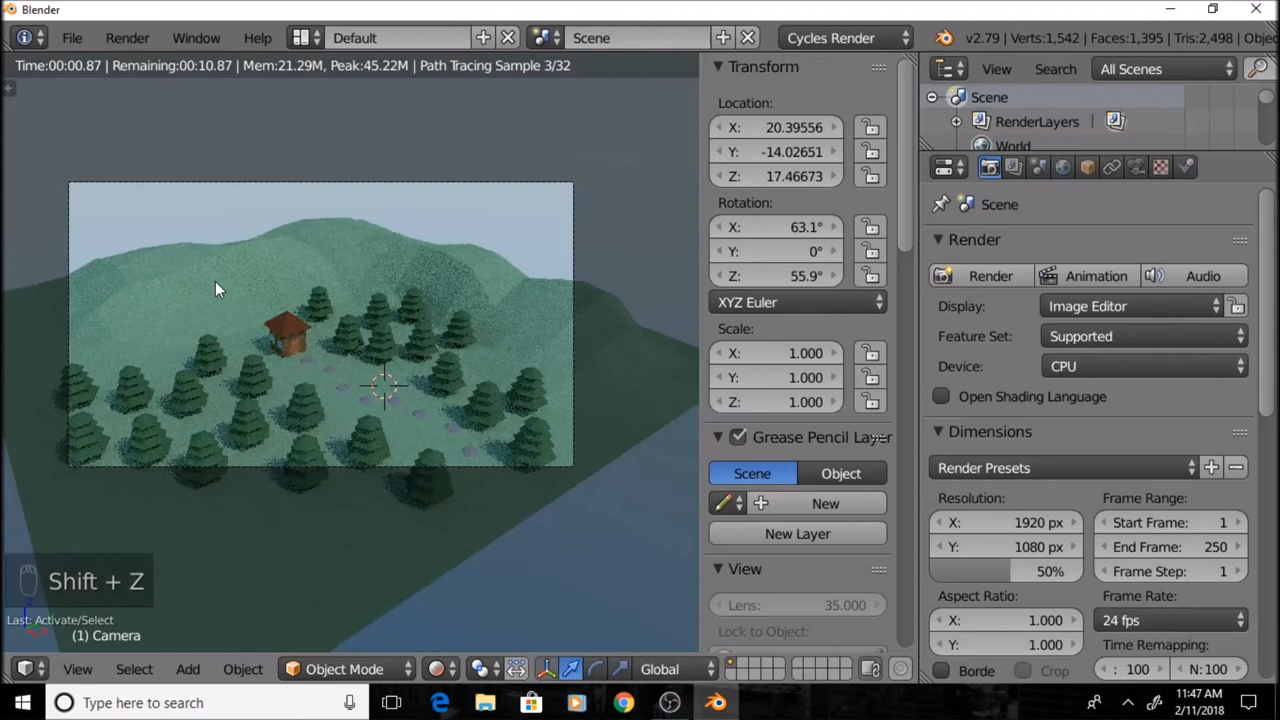 Blender
File Render Window Help Default Scene Cycles Render v2.79 | Verts:1,542 | Faces:1,395 | Tris:2,498 | Objec
Time:00:00.87 | Remaining:00:10.87 | Mem:21.29M, Peak:45.22M | Path Tracing Sample 3/32
View Search All Scenes
Scene
RenderLayers |
World
Transform
Location:
X: 20.39556
Y: -14.02651
Z: 17.46673
Rotation:
X: 63.1°
Y: 0°
Z: 55.9°
XYZ Euler
Scale:
X: 1.000
Y: 1.000
Z: 1.000
Grease Pencil Layer
Scene Object
New
New Layer
View
Lens: 35.000
Lock to Object:
Scene
Render
Render Animation Audio
Display: Image Editor
Feature Set: Supported
Device: CPU
Open Shading Language
Dimensions
Render Presets
Resolution: Frame Range:
X: 1920 px Start Frame: 1
Y: 1080 px End Frame: 250
50% Frame Step: 1
Aspect Ratio: Frame Rate:
X: 1.000 24 fps
Y: 1.000 Time Remapping:
Borde Crop : 100 N:100
Shift + Z
Last: Activate/Select
(1) Camera
View Select Add Object Object Mode Global
Type here to search
11:47 AM
2/11/2018